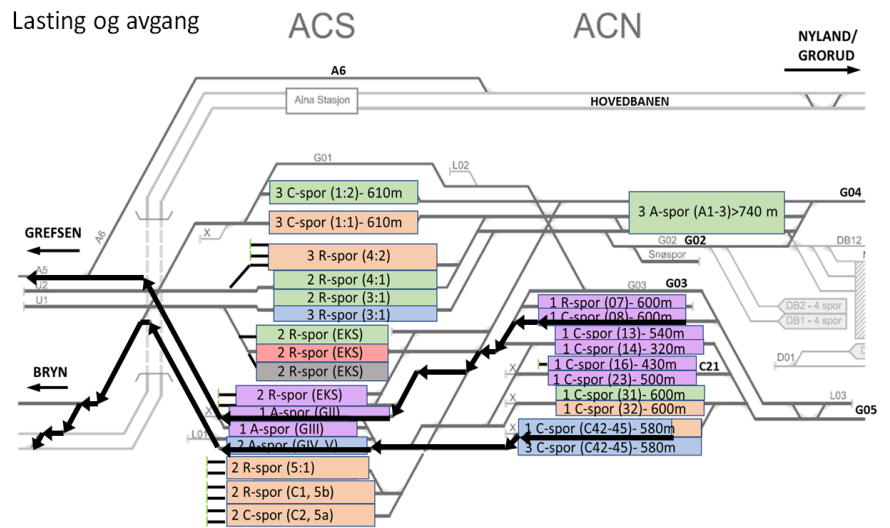 Lasting og avgang
ACS
ACN
NYLAND/
GRORUD
A6
Alna Stasjon
HOVEDBANEN
G01
L02
3 C-spor (1:2)- 610m
3 A-spor (A1-3)>740 m
G04
3 C-spor (1:1)- 610m
X
A6
GREFSEN
G02
G02
DB12
3 R-spor (4:2)
Snøspor
A5
U2
U1
2 R-spor (4:1)
2 R-spor (3:1)
3 R-spor (3:1)
G03
G03
1 R-spor (07)- 600m
1 C-spor (08)- 600m
DB2 - 4 spor
DB1 - 4 spor
2 R-spor (EKS)
2 R-spor (EKS)
2 R-spor (EKS)
1 C-spor (13)- 540m
1 C-spor (14)- 320m
X
1 C-spor (16)- 430m
C21
D01
1 C-spor (23)- 500m
BRYN
2 R-spor (EKS)
X
1 C-spor (31)- 600m
1 C-spor (32)- 600m
L03
X
1 A-spor (GII)
G05
1 A-spor (GIII)
X
1 C-spor (C42-45)- 580m
L01
2 A-spor (GIV, V)
3 C-spor (C42-45)- 580m
2 R-spor (5:1)
2 R-spor (C1, 5b)
2 C-spor (C2, 5a)